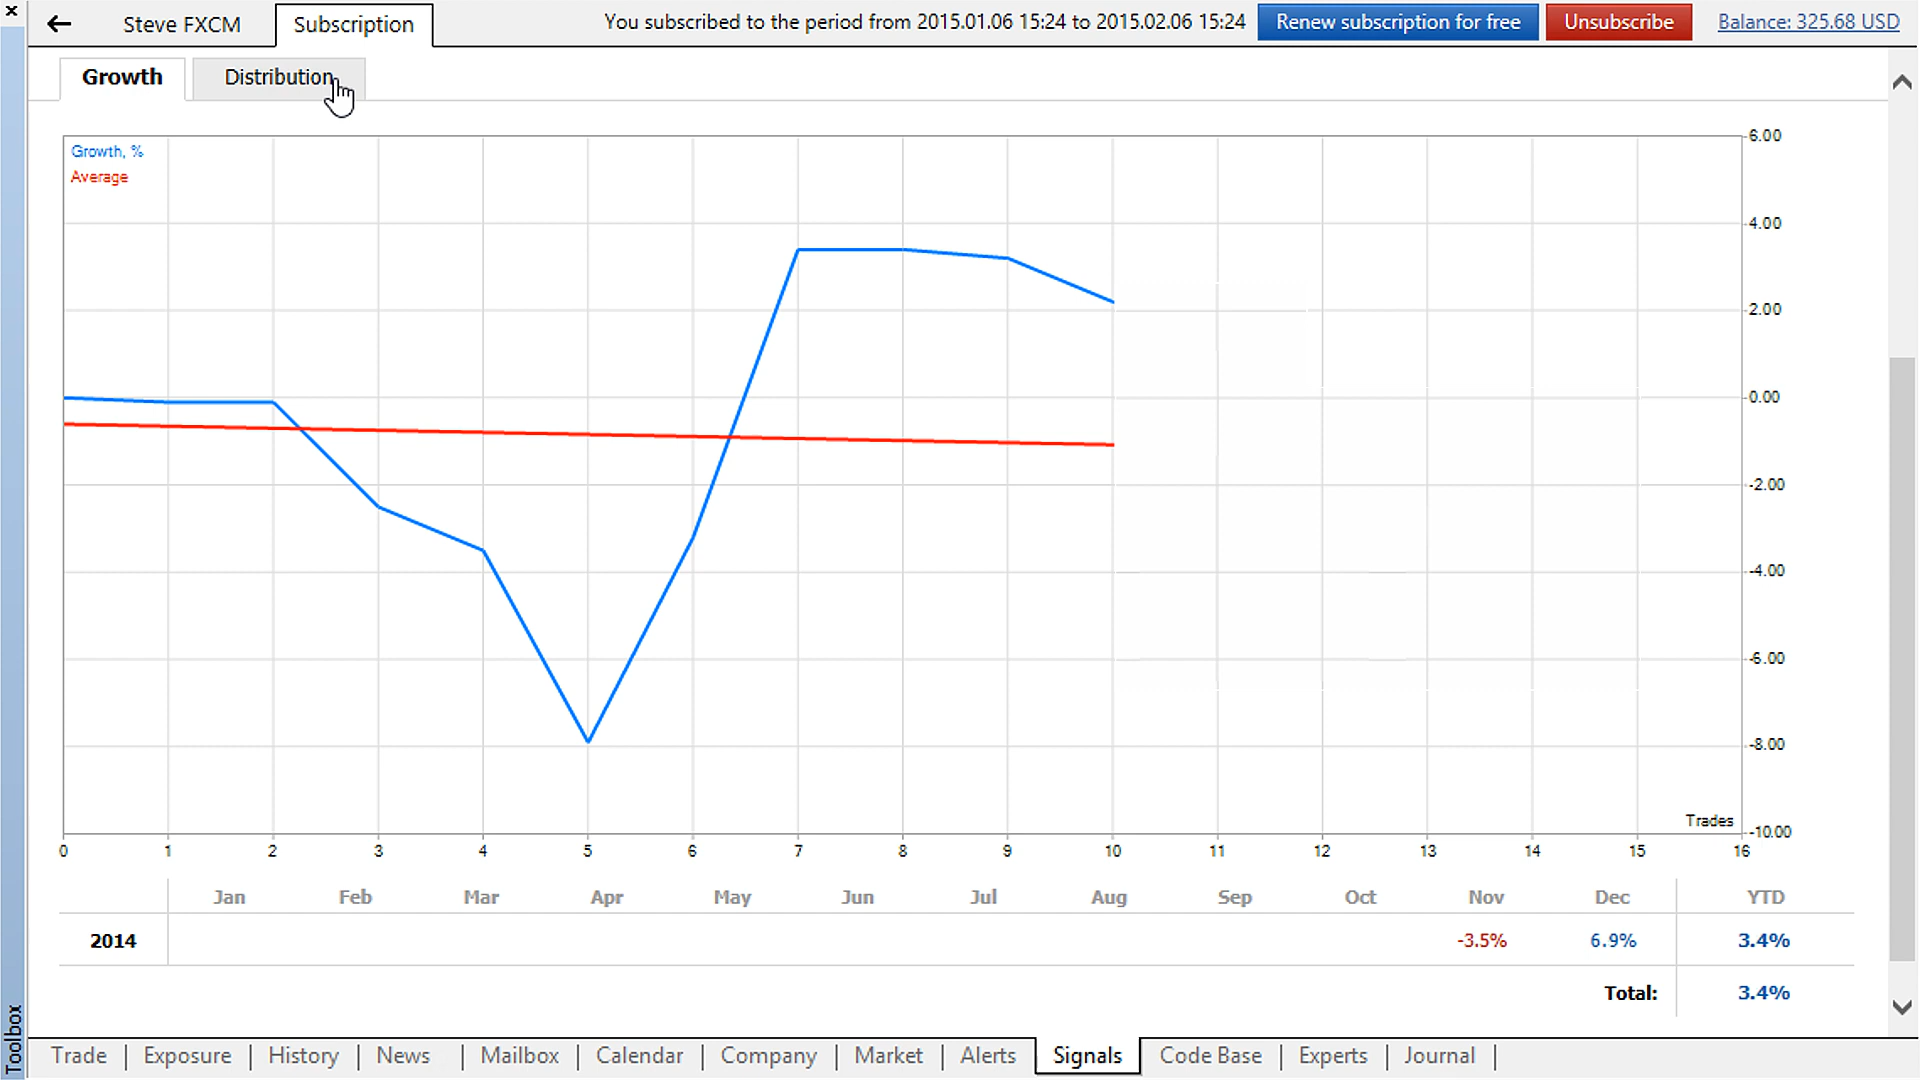 Steve FXCM Subscription You subscribed to the period from 2015.01.06 15:24 to 2015.02.06 15:24 Renew subscription for free Unsubscribe Balance: 325.68 USD
Growth Distribution
Growth, %
Average
6.00
4.00
2.00
0.00
-2.00
-4.00
-6.00
-8.00
-10.00
Trades
0 1 2 3 4 5 6 7 8 9 10 11 12 13 14 15 16
Jan Feb Mar Apr May Jun Jul Aug Sep Oct Nov Dec YTD
2014 -3.5% 6.9% 3.4%
Total: 3.4%
Toolbox
Trade Exposure History News Mailbox Calendar Company Market Alerts Signals Code Base Experts Journal